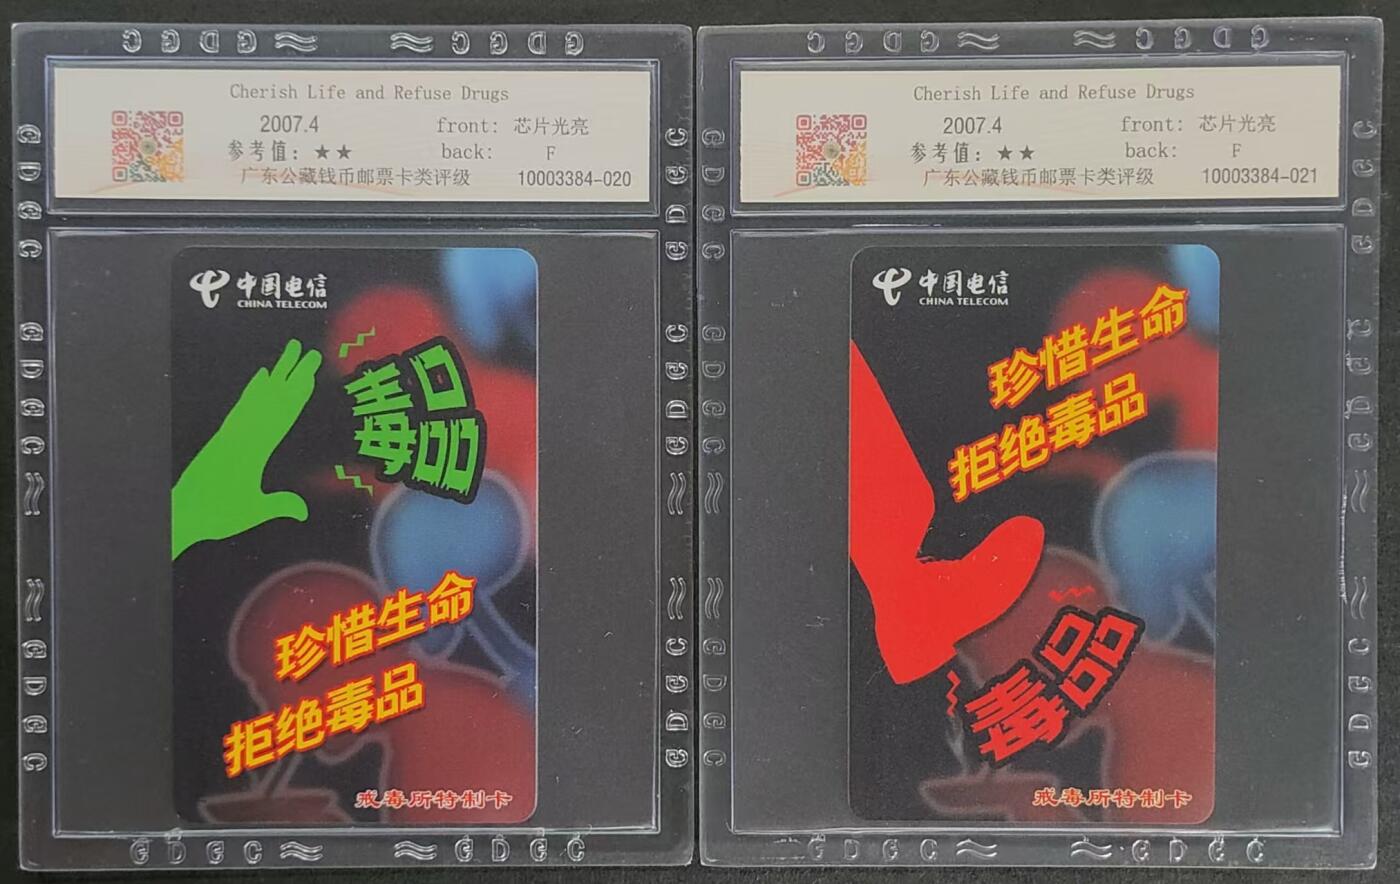 G D G C G D G C
Cherish Life and Refuse Drugs
2007.4 front: 芯片光亮
参考值：★★ back: F
广东公藏钱币邮票卡类评级 10003384-020
中国电信
CHINA TELECOM
毒品
珍惜生命
拒绝毒品
戒毒所特制卡
G D G C G D G C
G D G C G D G C
Cherish Life and Refuse Drugs
2007.4 front: 芯片光亮
参考值：★★ back: F
广东公藏钱币邮票卡类评级 10003384-021
中国电信
CHINA TELECOM
珍惜生命
拒绝毒品
毒品
戒毒所特制卡
G D G C G D G C